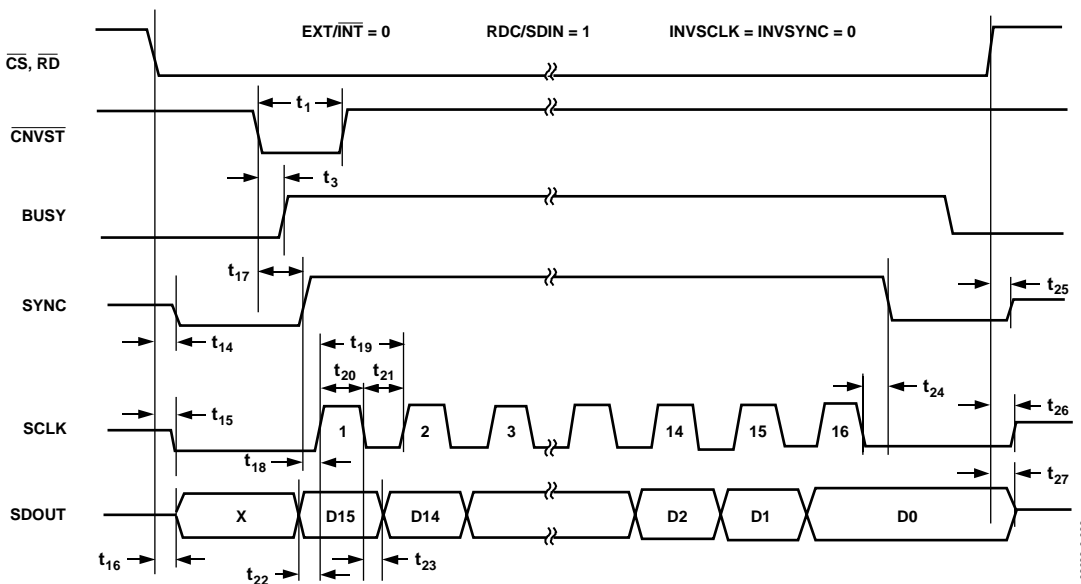 EXT/INT = 0 RDC/SDIN = 1 INVSCLK = INVSYNC = 0
CS, RD
t1
CNVST
t3
BUSY
t17
SYNC
t25
t14
t19
t20 t21
t24
t15
t26
SCLK
1 2 3 14 15 16
t18
t27
SDOUT
X D15 D14 D2 D1 D0
t16
t22
t23